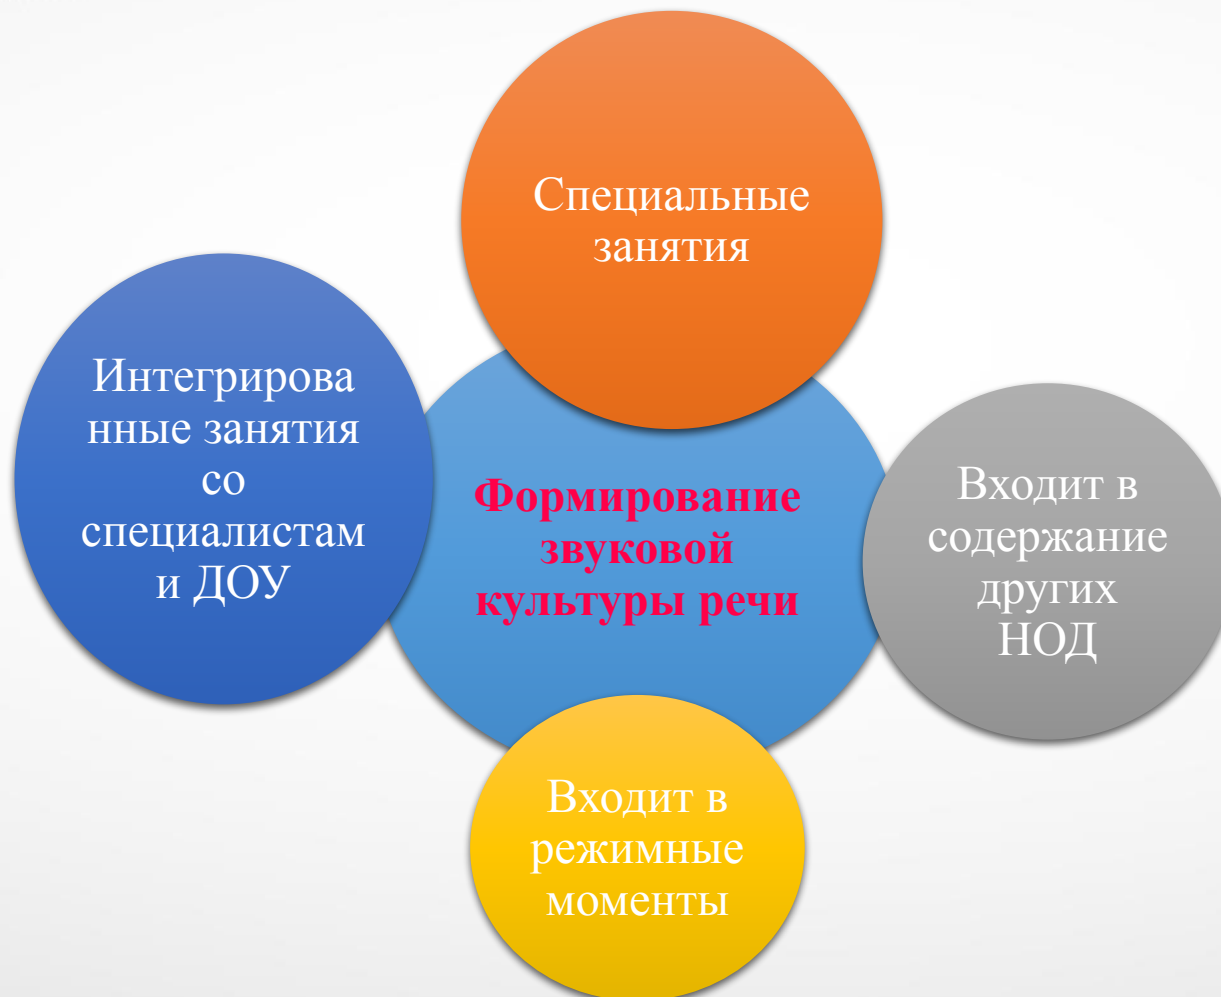 Специальные
занятия
Интегрирова
нные занятия
со
специалистам
и ДОУ
Формирование
звуковой
культуры речи
Входит в
содержание
других
НОД
Входит в
режимные
моменты